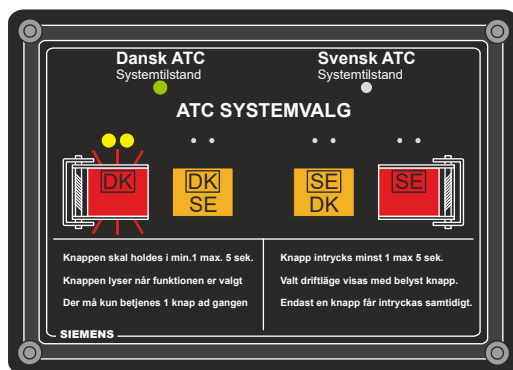 Dansk ATC
Systemtilstand
Svensk ATC
Systemtilstand
ATC SYSTEMVALG
DK
DK
SE
SE
DK
SE
Knappen skal holdes i min.1 max. 5 sek.
Knappen lyser når funktionen er valgt
Der må kun betjenes 1 knap ad gangen
Knapp intrycks minst 1 max 5 sek.
Valt driftläge visas med belyst knapp.
Endast en knapp får intryckas samtidigt.
SIEMENS